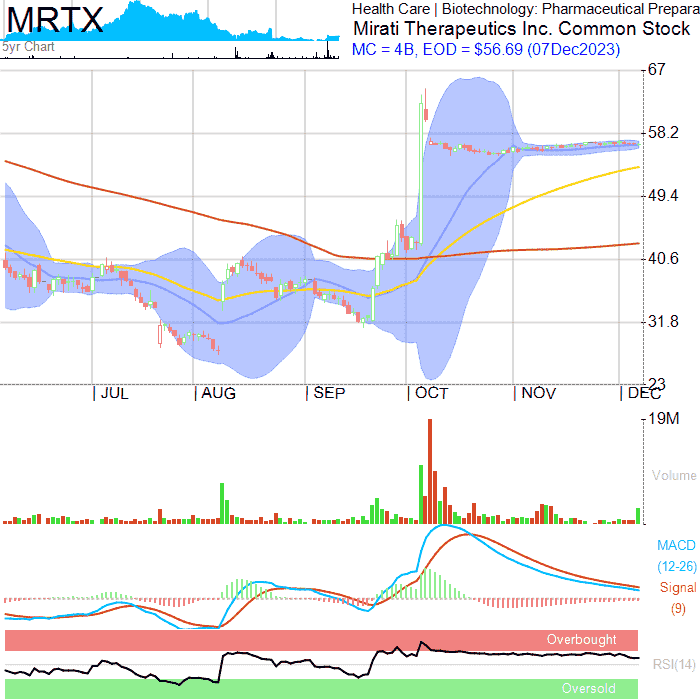 MRTX
5yr Chart
Health Care | Biotechnology: Pharmaceutical Prepara
Mirati Therapeutics Inc. Common Stock
MC = 4B, EOD = $56.69 (07Dec2023)
67
58.2
49.4
40.6
31.8
23
JUL AUG SEP OCT NOV DEC
19M
Volume
MACD
(12-26)
Signal
(9)
Overbought
RSI(14)
Oversold